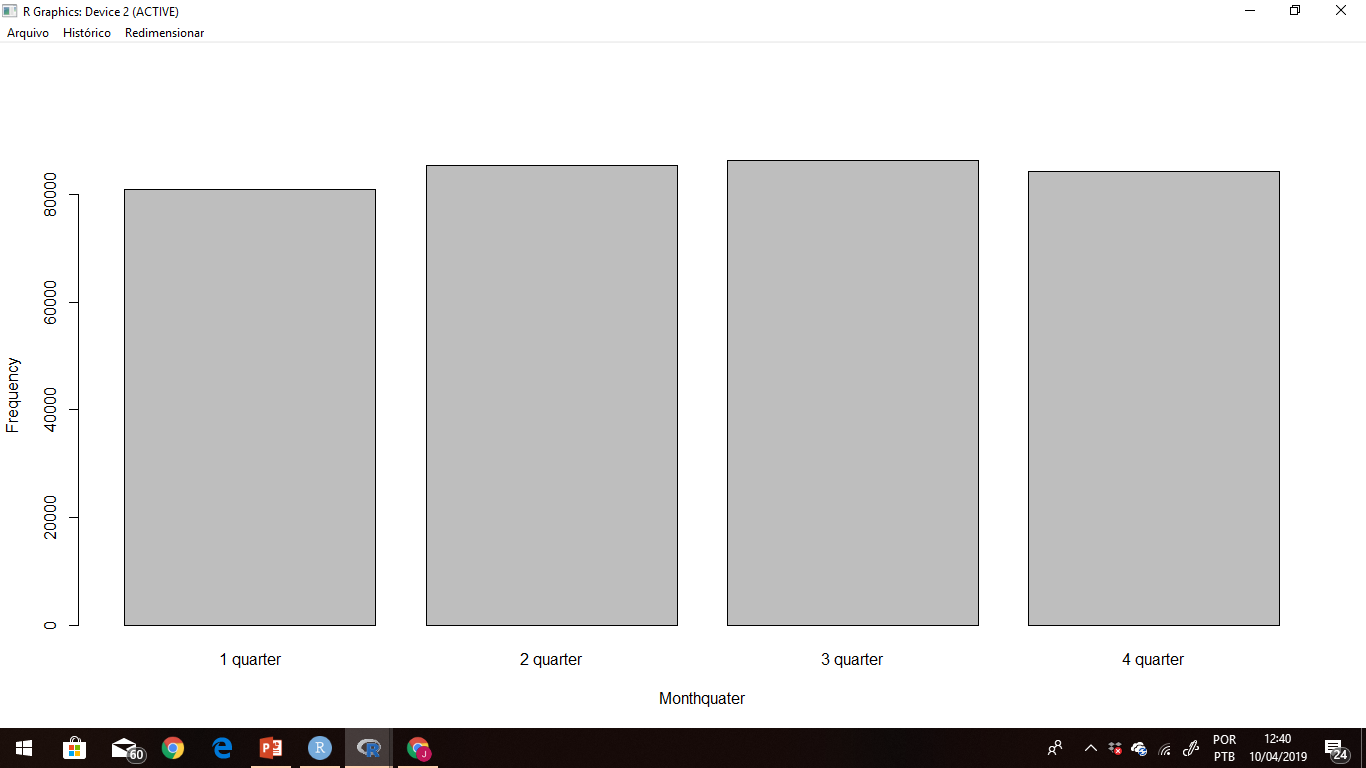 R Graphics: Device 2 (ACTIVE)
Arquivo Histórico Redimensionar
80000
60000
40000
20000
0
Frequency
1 quarter 2 quarter 3 quarter 4 quarter
Monthquater
60
R
R
J
POR
PTB
12:40
10/04/2019
24